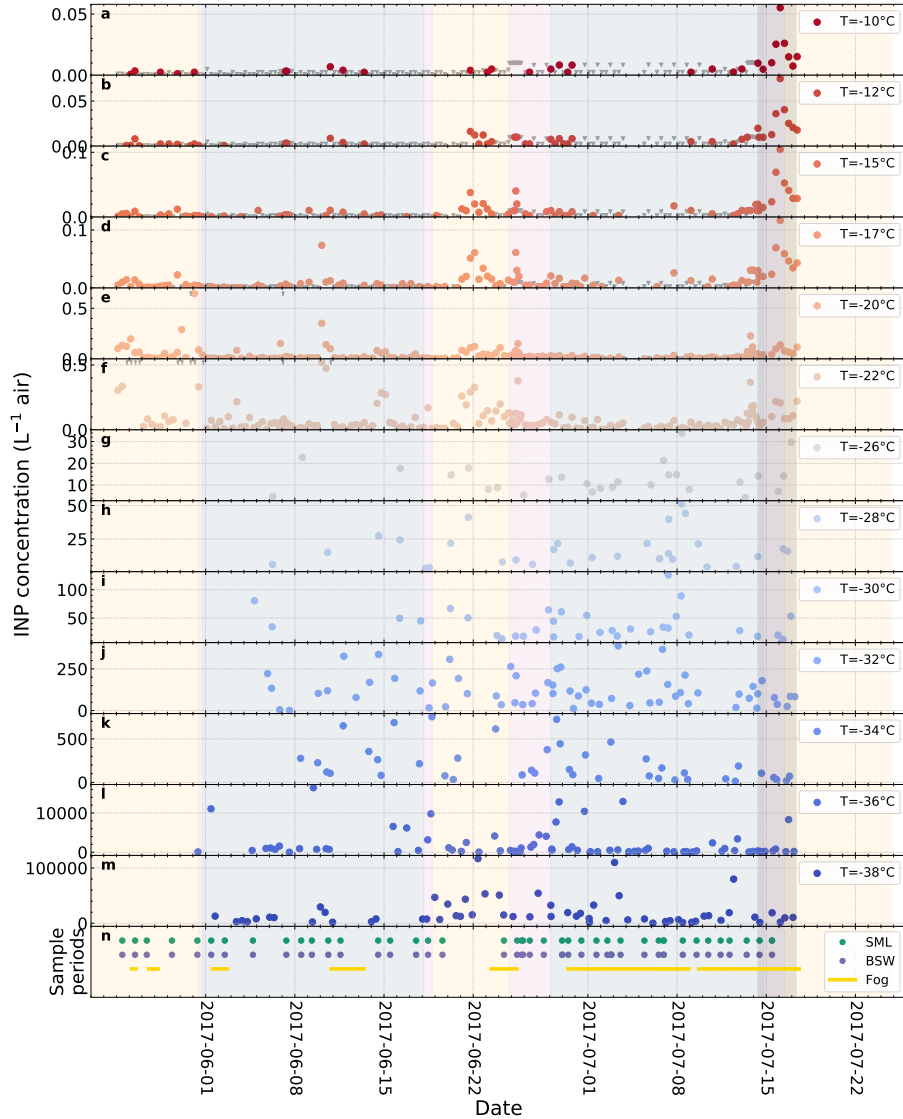 a
0.05
0.00
T=-10°C
b
0.05
0.00
T=-12°C
c
0.1
0.0
T=-15°C
d
0.1
0.0
T=-17°C
e
0.5
0.0
T=-20°C
f
0.5
0.0
T=-22°C
g
30
20
10
T=-26°C
h
50
25
T=-28°C
i
100
50
T=-30°C
j
250
0
T=-32°C
k
500
0
T=-34°C
l
10000
0
T=-36°C
m
100000
0
T=-38°C
n
Sample
periods
SML
BSW
Fog
INP concentration (L⁻¹ air)
2017-06-01
2017-06-08
2017-06-15
2017-06-22
2017-07-01
2017-07-08
2017-07-15
2017-07-22
Date